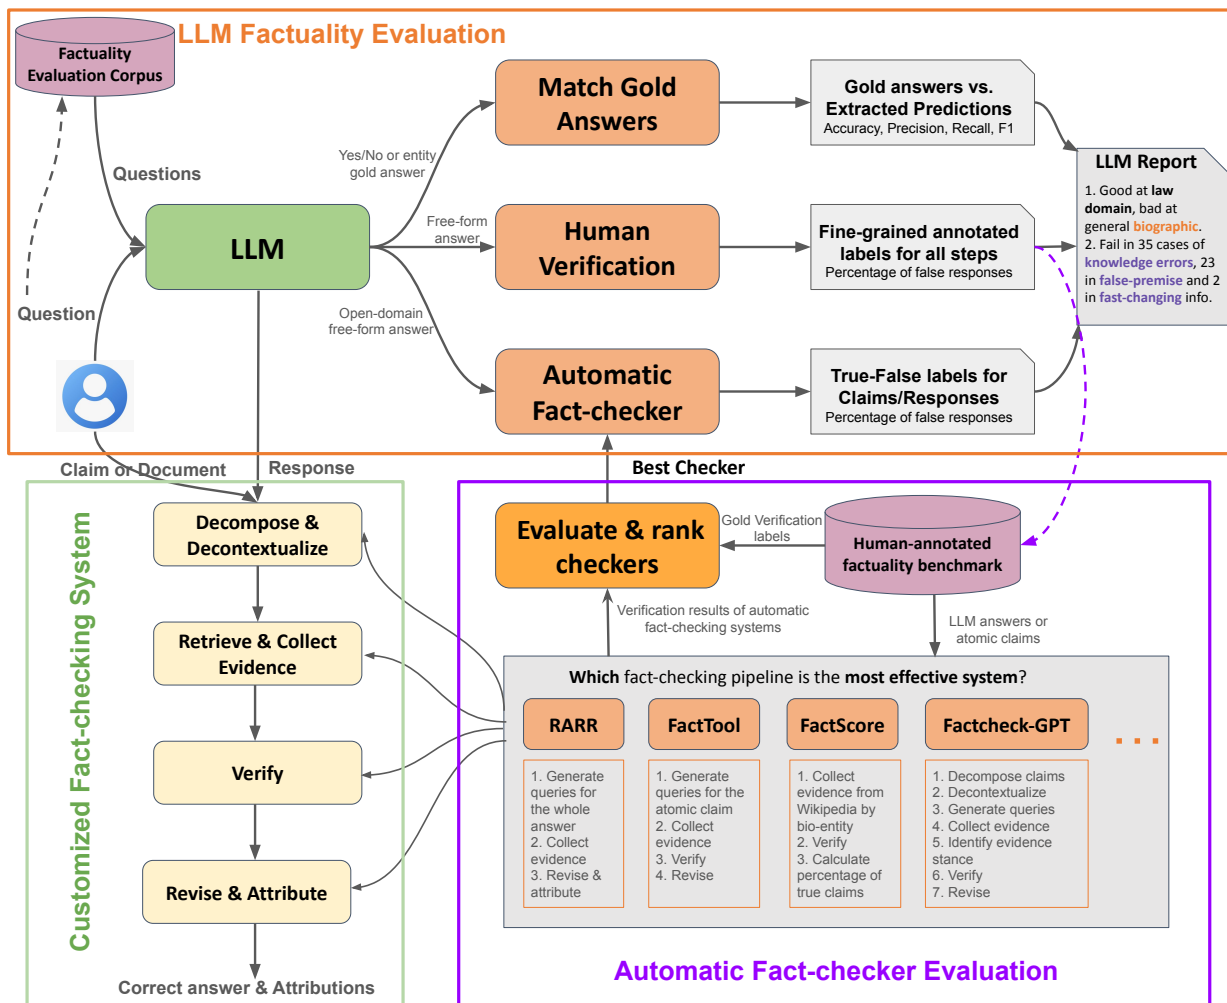 LLM Factuality Evaluation
Factuality
Evaluation Corpus
Questions
Question
LLM
Yes/No or entity
gold answer
Free-form
answer
Open-domain
free-form answer
Match Gold
Answers
Human
Verification
Automatic
Fact-checker
Gold answers vs.
Extracted Predictions
Accuracy, Precision, Recall, F1
Fine-grained annotated
labels for all steps
Percentage of false responses
True-False labels for
Claims/Responses
Percentage of false responses
LLM Report
1. Good at law
domain, bad at
general biographic.
2. Fail in 35 cases of
knowledge errors, 23
in false-premise and 2
in fast-changing info.
Claim or Document
Response
Best Checker
Customized Fact-checking System
Decompose &
Decontextualize
Retrieve & Collect
Evidence
Verify
Revise & Attribute
Correct answer & Attributions
Evaluate & rank
checkers
Gold Verification
labels
Human-annotated
factuality benchmark
Verification results of automatic
fact-checking systems
LLM answers or
atomic claims
Which fact-checking pipeline is the most effective system?
RARR
1. Generate
queries for
the whole
answer
2. Collect
evidence
3. Revise &
attribute
FactTool
1. Generate
queries for the
atomic claim
2. Collect
evidence
3. Verify
4. Revise
FactScore
1. Collect
evidence from
Wikipedia by
bio-entity
2. Verify
3. Calculate
percentage of
true claims
Factcheck-GPT
1. Decompose claims
2. Decontextualize
3. Generate queries
4. Collect evidence
5. Identify evidence
stance
6. Verify
7. Revise
...
Automatic Fact-checker Evaluation